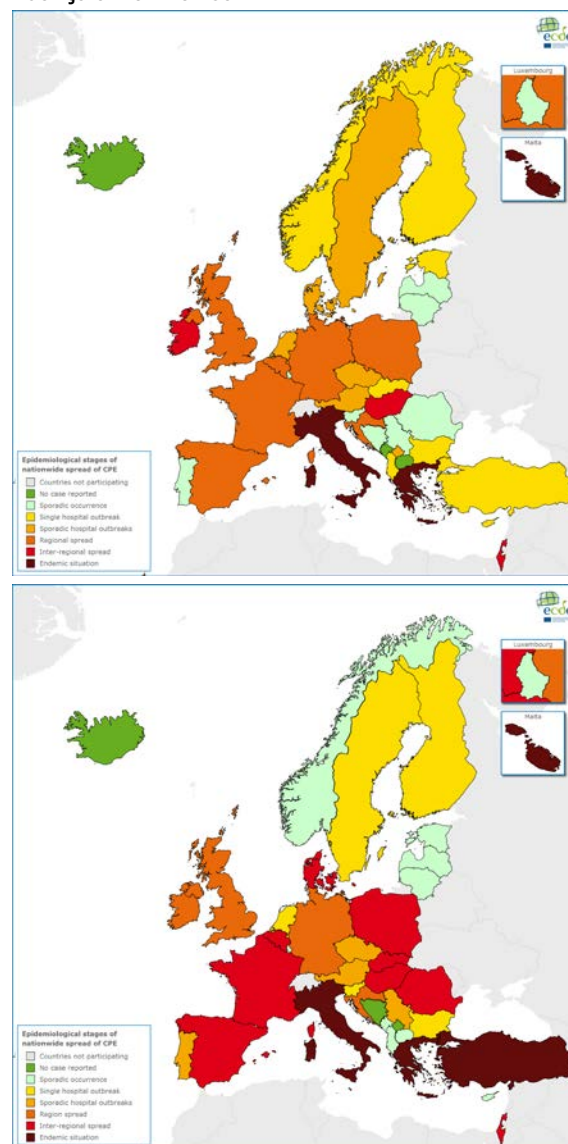 ecdc
Luxembourg
Malta
Epidemiological stages of
nationwide spread of CPE
Countries not participating
No case reported
Sporadic occurrence
Single hospital outbreak
Sporadic hospital outbreaks
Regional spread
Inter-regional spread
Endemic situation
ecdc
Luxembourg
Malta
Epidemiological stages of
nationwide spread of CPE
Countries not participating
No case reported
Sporadic occurrence
Single hospital outbreak
Sporadic hospital outbreaks
Region spread
Inter-regional spread
Endemic situation